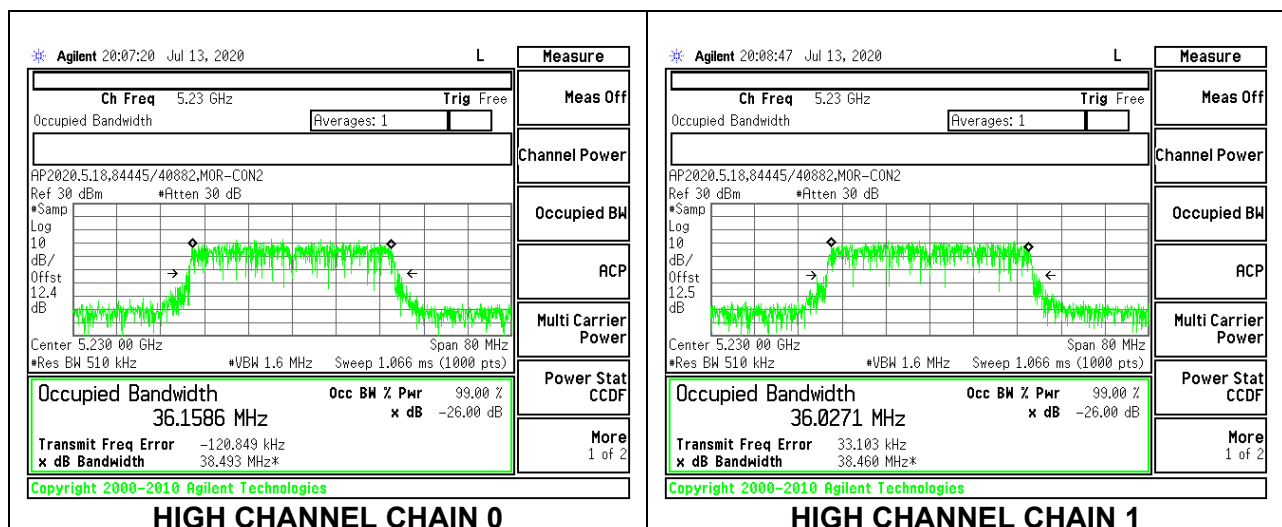 Agilent 20:07:20 Jul 13, 2020 L Measure
Ch Freq 5.23 GHz Trig Free
Meas Off
Occupied Bandwidth Averages: 1
Channel Power
AP2020.5.18,84445/40882,MOR-CON2
Ref 30 dBm #Atten 30 dB
#Samp
Log
10
dB/
Offst
12.4
dB
Occupied BW
ACP
Multi Carrier
Power
Center 5.230 00 GHz Span 80 MHz
#Res BW 510 kHz #VBW 1.6 MHz Sweep 1.066 ms (1000 pts)
Power Stat
CCDF
Occupied Bandwidth Occ BW % Pwr 99.00 %
36.1586 MHz x dB -26.00 dB
Transmit Freq Error -120.849 kHz
x dB Bandwidth 38.493 MHz*
More
1 of 2
Copyright 2000-2010 Agilent Technologies
HIGH CHANNEL CHAIN 0
Agilent 20:08:47 Jul 13, 2020 L Measure
Ch Freq 5.23 GHz Trig Free
Meas Off
Occupied Bandwidth Averages: 1
Channel Power
AP2020.5.18,84445/40882,MOR-CON2
Ref 30 dBm #Atten 30 dB
#Samp
Log
10
dB/
Offst
12.5
dB
Occupied BW
ACP
Multi Carrier
Power
Center 5.230 00 GHz Span 80 MHz
#Res BW 510 kHz #VBW 1.6 MHz Sweep 1.066 ms (1000 pts)
Power Stat
CCDF
Occupied Bandwidth Occ BW % Pwr 99.00 %
36.0271 MHz x dB -26.00 dB
Transmit Freq Error 33.103 kHz
x dB Bandwidth 38.460 MHz*
More
1 of 2
Copyright 2000-2010 Agilent Technologies
HIGH CHANNEL CHAIN 1